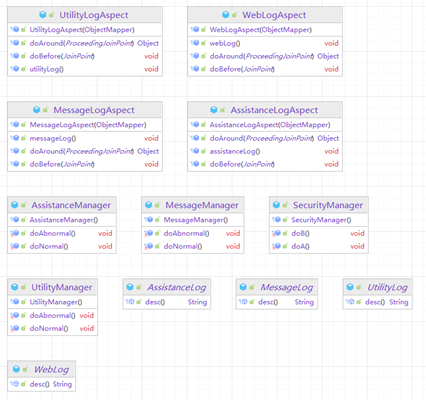 UtilityLogAspect
UtilityLogAspect(ObjectMapper)
doAround(ProceedingJoinPoint) Object
doBefore(JoinPoint) void
utilityLog() void
WebLogAspect
WebLogAspect(ObjectMapper)
webLog() void
doAround(ProceedingJoinPoint) Object
doBefore(JoinPoint) void
MessageLogAspect
MessageLogAspect(ObjectMapper)
messageLog() void
doAround(ProceedingJoinPoint) Object
doBefore(JoinPoint) void
AssistanceLogAspect
AssistanceLogAspect(ObjectMapper)
doAround(ProceedingJoinPoint) Object
assistanceLog() void
doBefore(JoinPoint) void
AssistanceManager
AssistanceManager()
doAbnormal() void
doNormal() void
MessageManager
MessageManager()
doAbnormal() void
doNormal() void
SecurityManager
SecurityManager()
doB() void
doA() void
UtilityManager
UtilityManager()
doAbnormal() void
doNormal() void
AssistanceLog
desc() String
MessageLog
desc() String
UtilityLog
desc() String
WebLog
desc() String